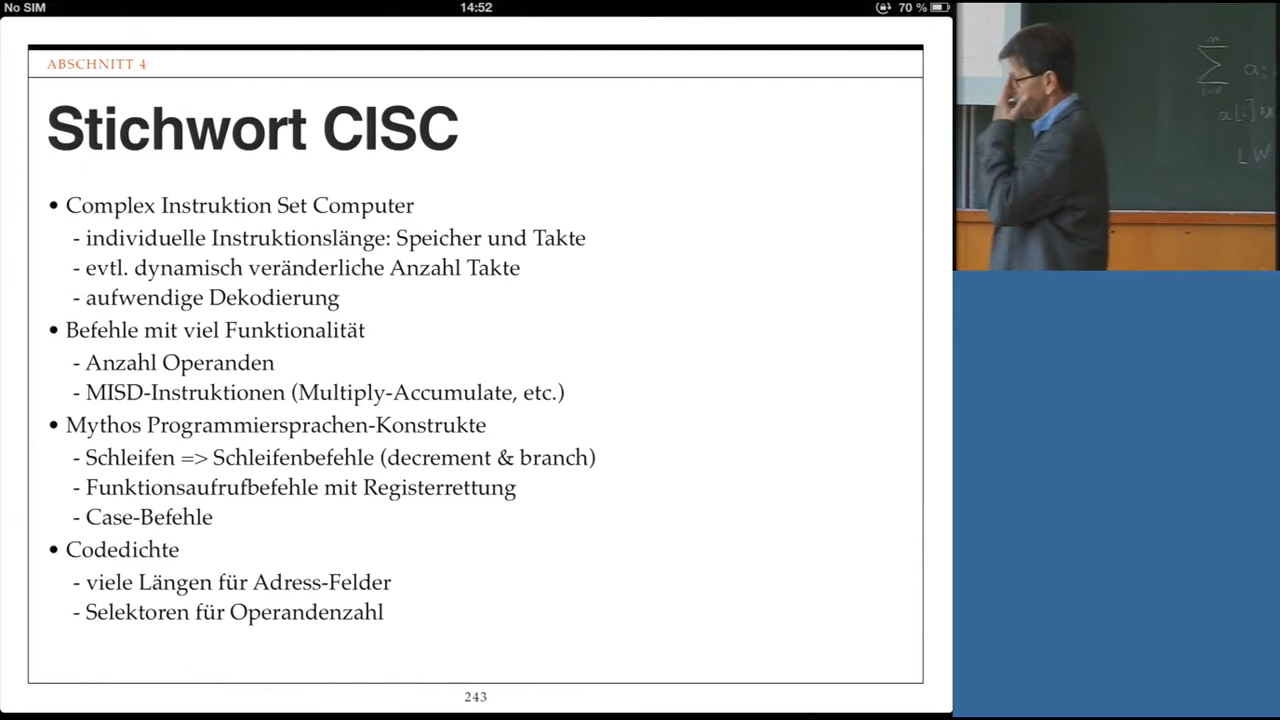 No SIM 14:52 70 %
ABSCHNITT 4
Stichwort CISC
• Complex Instruktion Set Computer
- individuelle Instruktionslänge: Speicher und Takte
- evtl. dynamisch veränderliche Anzahl Takte
- aufwendige Dekodierung
• Befehle mit viel Funktionalität
- Anzahl Operanden
- MISD-Instruktionen (Multiply-Accumulate, etc.)
• Mythos Programmiersprachen-Konstrukte
- Schleifen => Schleifenbefehle (decrement & branch)
- Funktionsaufrufbefehle mit Registerrettung
- Case-Befehle
• Codedichte
- viele Längen für Adress-Felder
- Selektoren für Operandenzahl
243
a[i]
LW